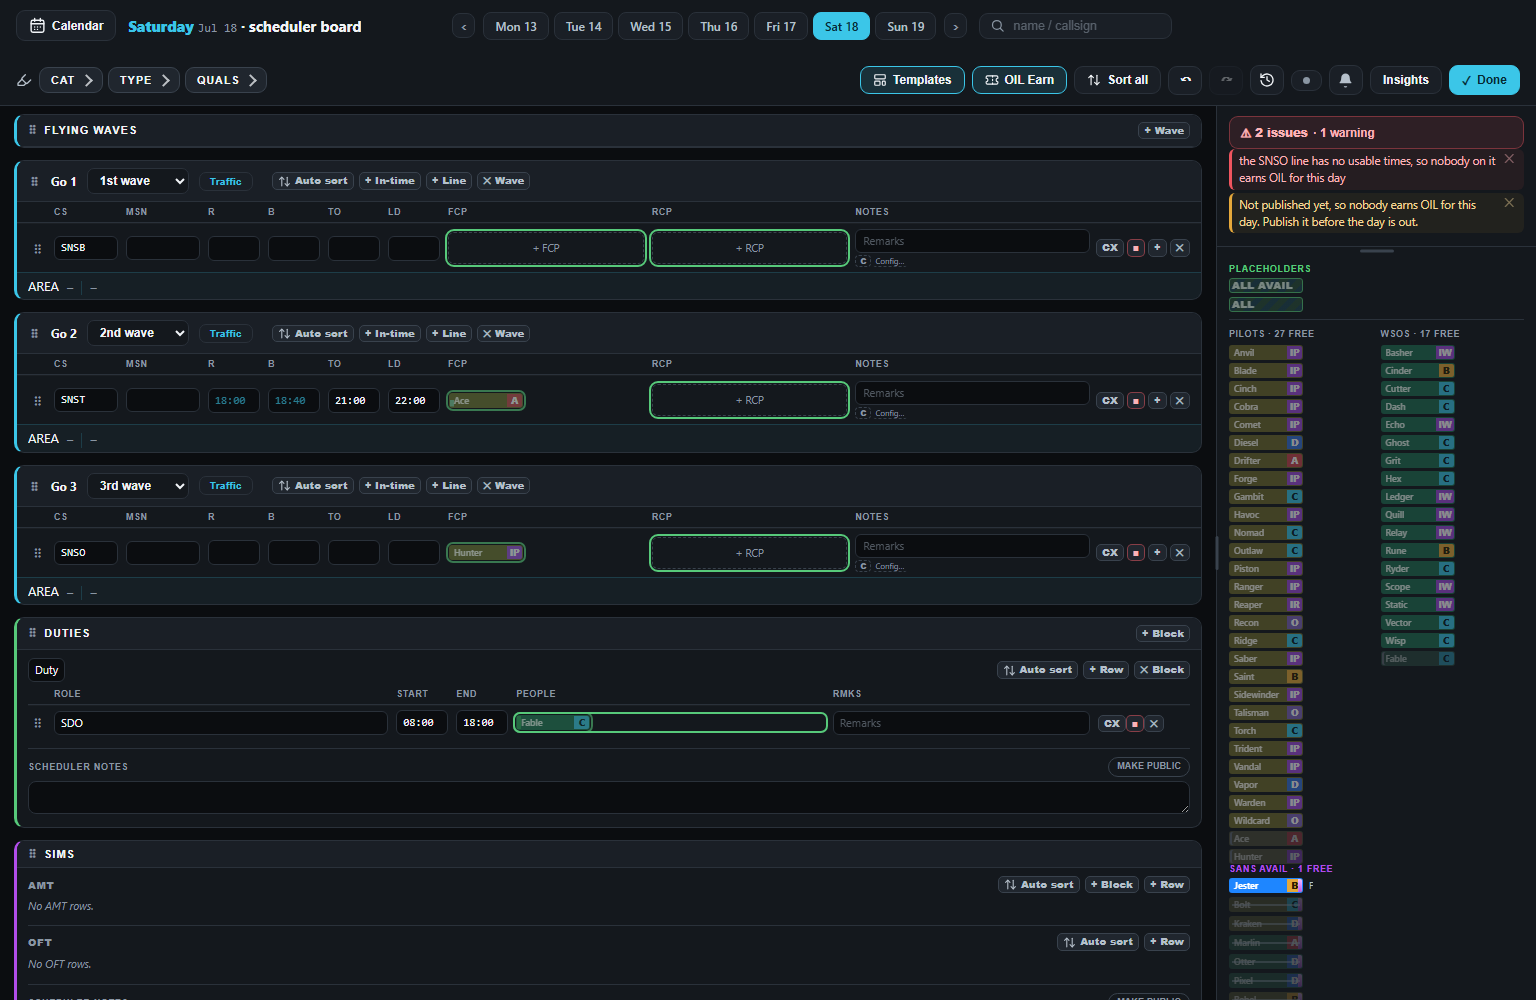 Calendar
Saturday Jul 18 · scheduler board
‹ Mon 13 Tue 14 Wed 15 Thu 16 Fri 17 Sat 18 Sun 19 ›
name / callsign
CAT TYPE QUALS
Templates OIL Earn Sort all Insights ✓ Done
FLYING WAVES
+ Wave
Go 1 1st wave Traffic Auto sort + In-time + Line × Wave
CS MSN R B TO LD FCP RCP NOTES
SNSB + FCP + RCP Remarks CX + ×
C Config...
AREA – –
Go 2 2nd wave Traffic Auto sort + In-time + Line × Wave
CS MSN R B TO LD FCP RCP NOTES
SNST 18:00 18:40 21:00 22:00 Ace A + RCP Remarks CX + ×
C Config...
AREA – –
Go 3 3rd wave Traffic Auto sort + In-time + Line × Wave
CS MSN R B TO LD FCP RCP NOTES
SNSO Hunter IP + RCP Remarks CX + ×
C Config...
AREA – –
DUTIES
+ Block
Duty Auto sort + Row × Block
ROLE START END PEOPLE RMKS
SDO 08:00 18:00 Fable C Remarks CX ×
SCHEDULER NOTES
MAKE PUBLIC
SIMS
AMT Auto sort + Block + Row
No AMT rows.
OFT Auto sort + Row
No OFT rows.
⚠ 2 issues · 1 warning
the SNSO line has no usable times, so nobody on it
earns OIL for this day
Not published yet, so nobody earns OIL for this
day. Publish it before the day is out.
PLACEHOLDERS
ALL AVAIL
ALL
PILOTS · 27 FREE
Anvil IP
Blade IP
Cinch IP
Cobra IP
Comet IP
Diesel D
Drifter A
Forge IP
Gambit C
Havoc IP
Nomad C
Outlaw C
Piston IP
Ranger IP
Reaper IR
Recon O
Ridge C
Saber IP
Saint B
Sidewinder IP
Talisman O
Torch C
Trident IP
Vandal IP
Vapor D
Warden IP
Wildcard O
Ace A
Hunter IP
WSOS · 17 FREE
Basher IW
Cinder B
Cutter C
Dash C
Echo IW
Ghost C
Grit C
Hex C
Ledger IW
Quill IW
Relay IW
Rune B
Ryder C
Scope IW
Static IW
Vector C
Wisp C
Fable C
SANS AVAIL · 1 FREE
Jester B F
Bolt C
Kraken D
Marlin A
Otter D
Pixel D